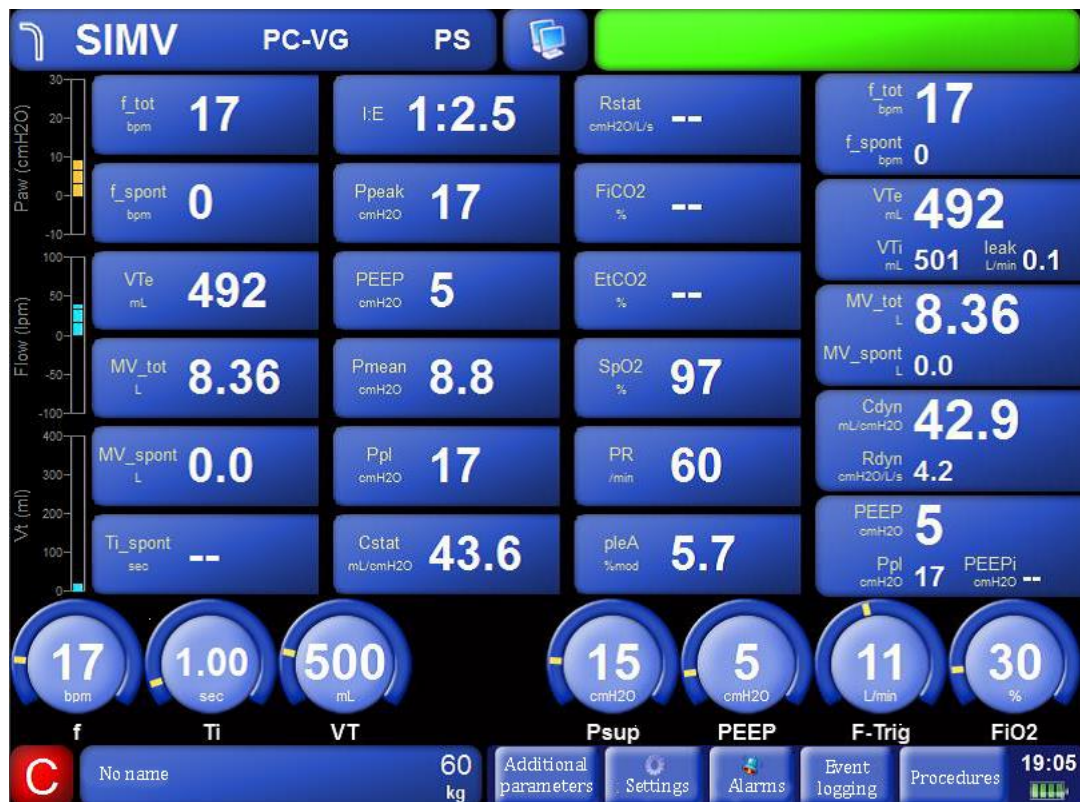 SIMV PC-VG PS
Paw (cmH2O)
30
20
10
0
-10
Flow (lpm)
100
50
0
-50
-100
Vt (ml)
400
300
200
100
0
f_tot bpm 17
f_spont bpm 0
VTe mL 492
MV_tot L 8.36
MV_spont L 0.0
Ti_spont sec --
I:E 1:2.5
Ppeak cmH2O 17
PEEP cmH2O 5
Pmean cmH2O 8.8
Ppl cmH2O 17
Cstat mL/cmH2O 43.6
Rstat cmH2O/L/s --
FiCO2 % --
EtCO2 % --
SpO2 % 97
PR /min 60
pleA %mod 5.7
f_tot bpm 17
f_spont bpm 0
VTe mL 492
VTi mL 501 leak L/min 0.1
MV_tot L 8.36
MV_spont L 0.0
Cdyn mL/cmH2O 42.9
Rdyn cmH2O/L/s 4.2
PEEP cmH2O 5
Ppl cmH2O 17 PEEPi cmH2O --
17 bpm f
1.00 sec Ti
500 mL VT
15 cmH2O Psup
5 cmH2O PEEP
11 L/min F-Trig
30 % FiO2
C
No name 60 kg
Additional parameters
Settings
Alarms
Event logging
Procedures
19:05